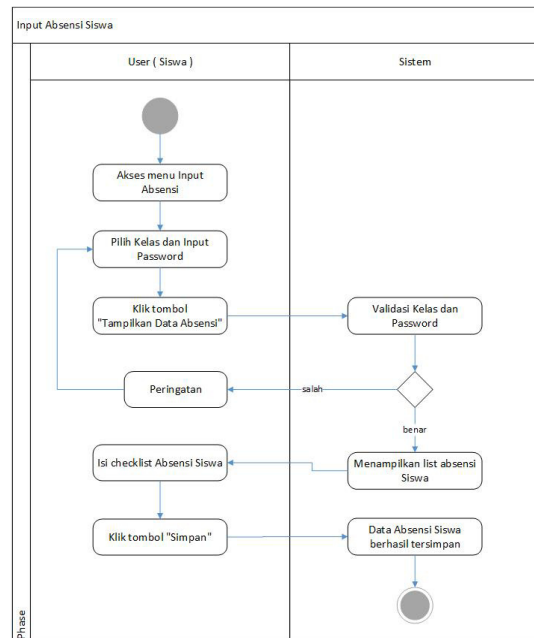 Input Absensi Siswa
User ( Siswa )
Sistem
Akses menu Input
Absensi
Pilih Kelas dan Input
Password
Klik tombol
"Tampilkan Data Absensi"
Validasi Kelas dan
Password
Peringatan
salah
benar
Isi checklist Absensi Siswa
Menampilkan list absensi
Siswa
Klik tombol "Simpan"
Data Absensi Siswa
berhasil tersimpan
Phase